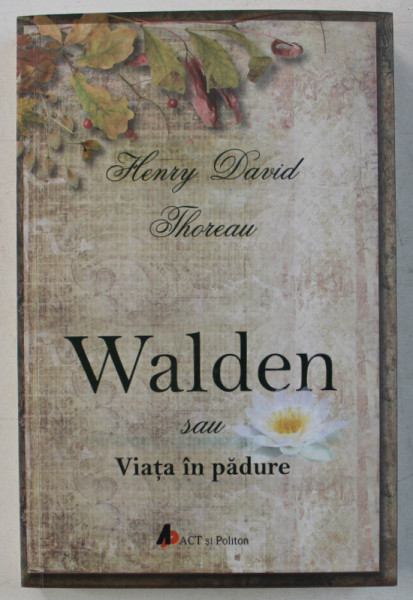 Henry David
Thoreau
Walden
sau
Viața în pădure
ACT și Politon